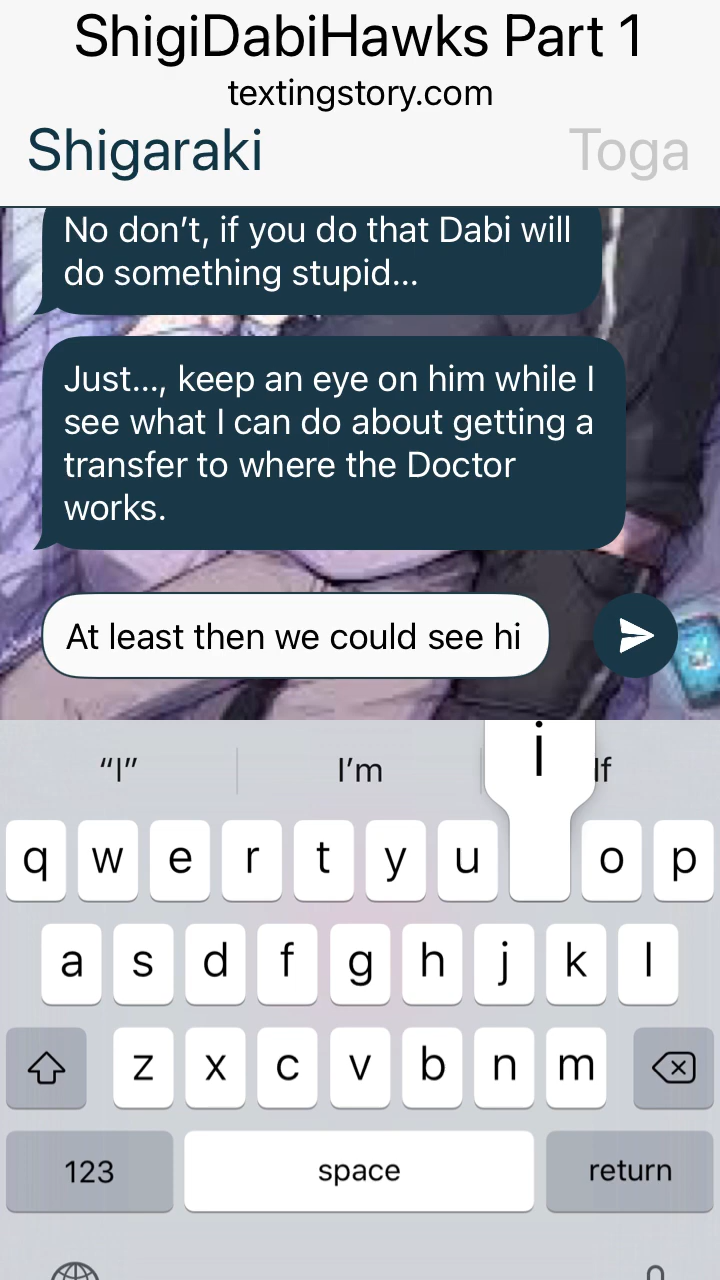 ShigiDabiHawks Part 1
textingstory.com
Shigaraki Toga
No don’t, if you do that Dabi will
do something stupid...
Just..., keep an eye on him while I
see what I can do about getting a
transfer to where the Doctor
works.
At least then we could see hi
“I” I’m If
i
q w e r t y u o p
a s d f g h j k l
z x c v b n m
123 space return